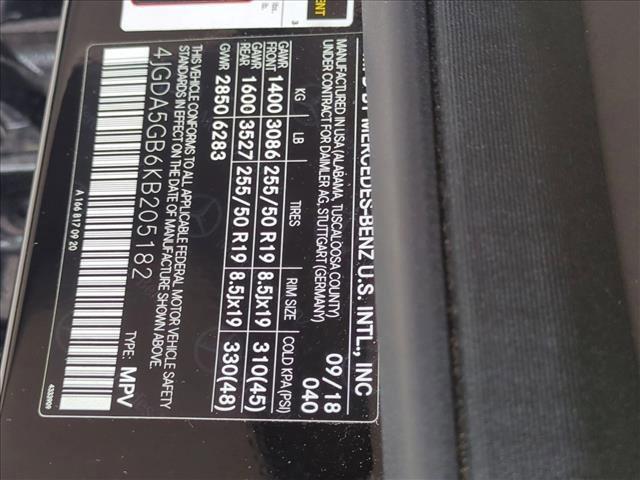 MERCEDES-BENZ U.S. INTL., INC
MANUFACTURED IN USA (ALABAMA, TUSCALOOSA COUNTY)
UNDER CONTRACT FOR DAIMLER AG, STUTTGART (GERMANY) 09/18 040
KG LB TIRES RIM SIZE COLD KPA (PSI)
GAWR FRONT 1400 3086 255/50 R19 8.5Jx19 310(45)
GAWR REAR 1600 3527 255/50 R19 8.5Jx19 330(48)
GVWR 2850 6283
THIS VEHICLE CONFORMS TO ALL APPLICABLE FEDERAL MOTOR VEHICLE SAFETY
STANDARDS IN EFFECT ON THE DATE OF MANUFACTURE SHOWN ABOVE.
4JGDA5GB6KB205182 TYPE: MPV
A 166 817 09 20
4333909